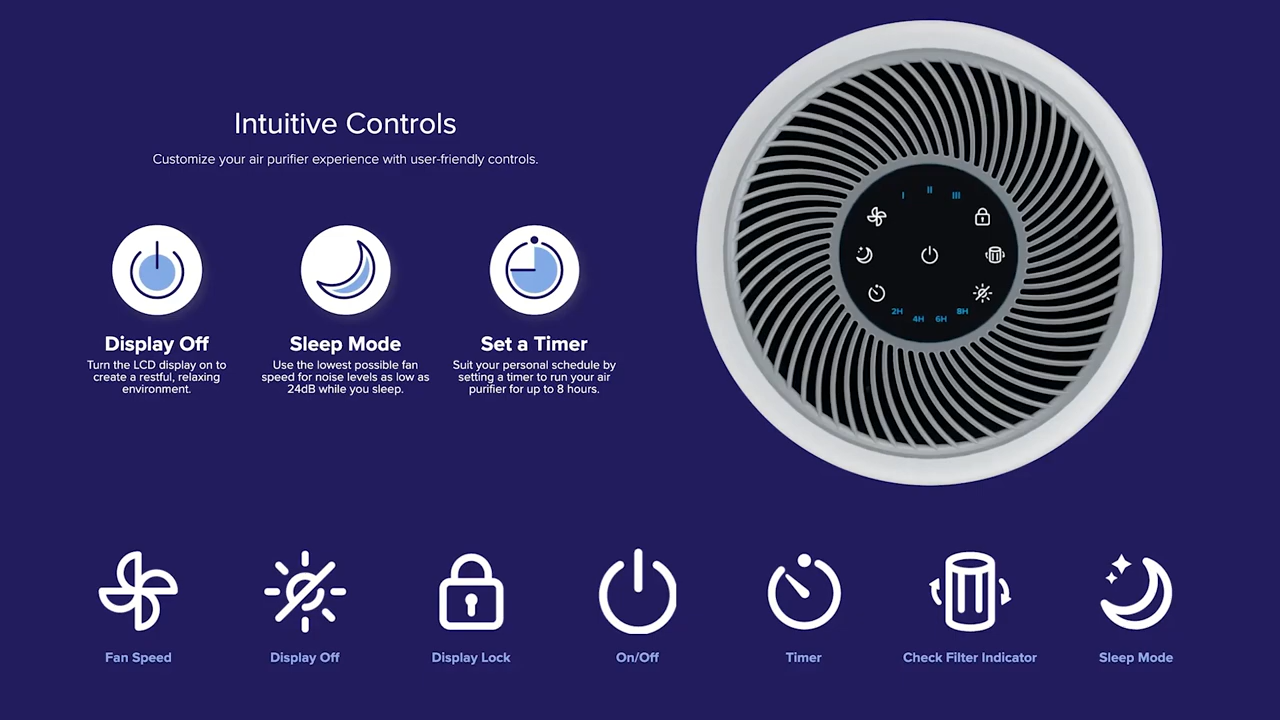 Intuitive Controls
Customize your air purifier experience with user-friendly controls.
Display Off
Turn the LCD display on to
create a restful, relaxing
environment.
Sleep Mode
Use the lowest possible fan
speed for noise levels as low as
24dB while you sleep.
Set a Timer
Suit your personal schedule by
setting a timer to run your air
purifier for up to 8 hours.
I II III
2H 4H 6H 8H
Fan Speed
Display Off
Display Lock
On/Off
Timer
Check Filter Indicator
Sleep Mode